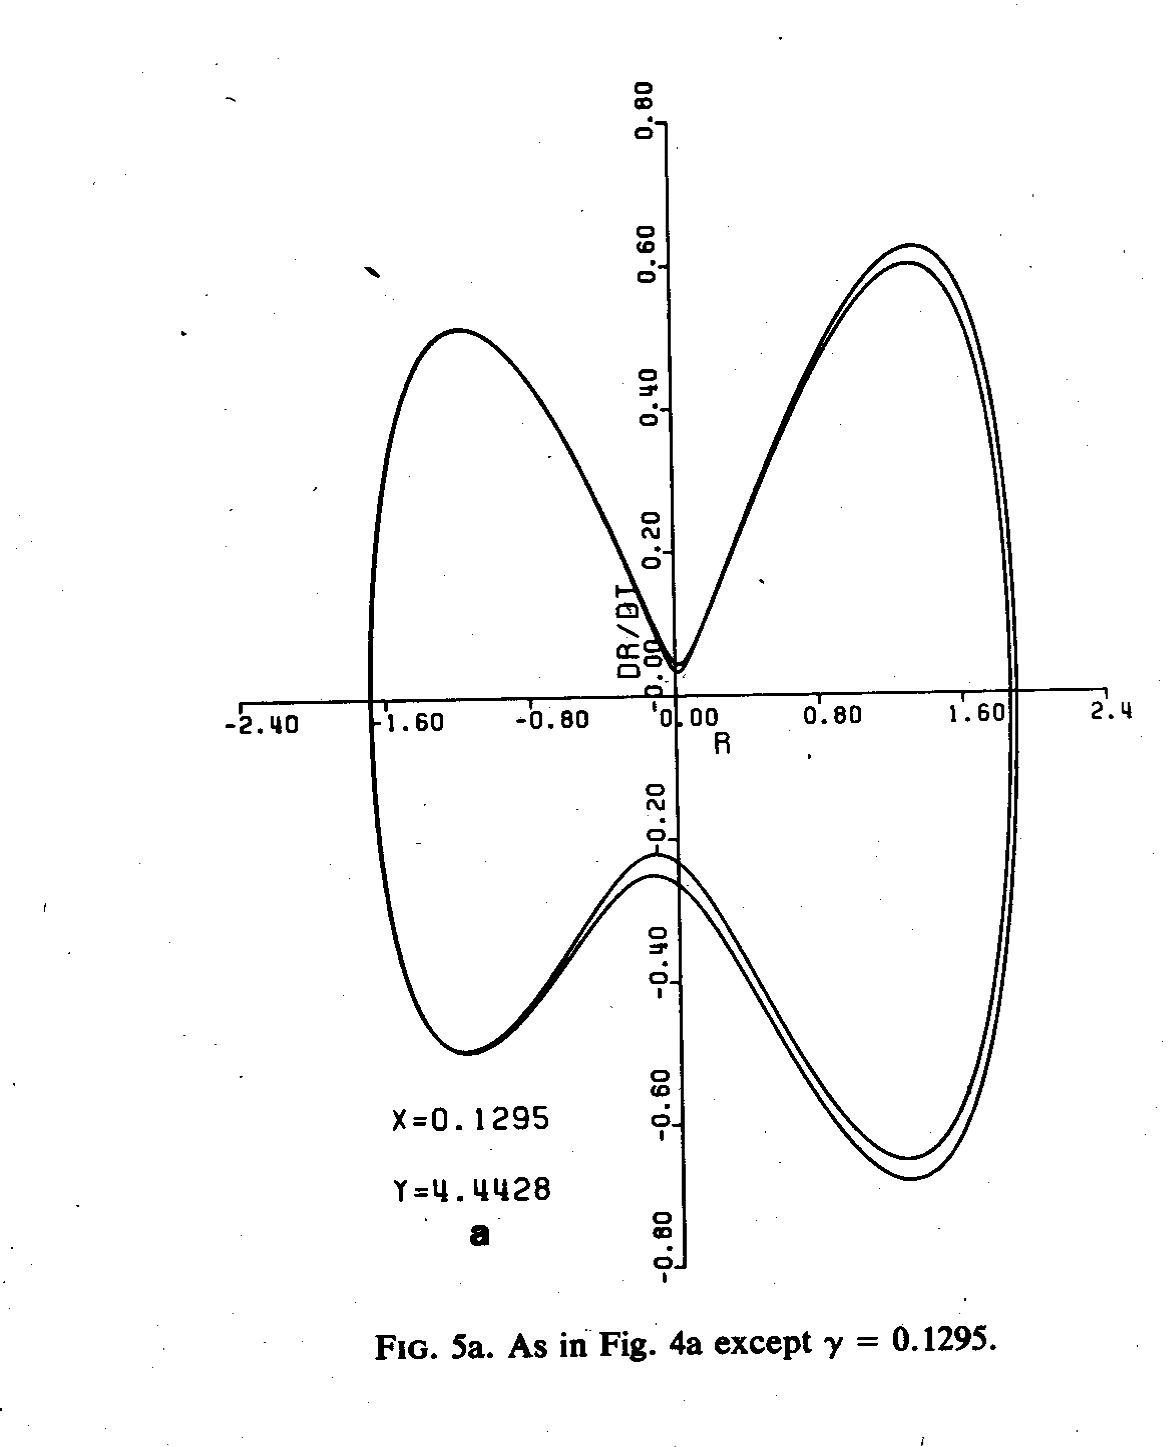 0.80
0.60
0.40
0.20
-0.00
DR/DT
-2.40 -1.60 -0.80 0.00 0.80 1.60 2.4
R
-0.20
-0.40
-0.60
-0.80
X=0.1295
Y=4.4428
a
FIG. 5a. As in Fig. 4a except γ = 0.1295.